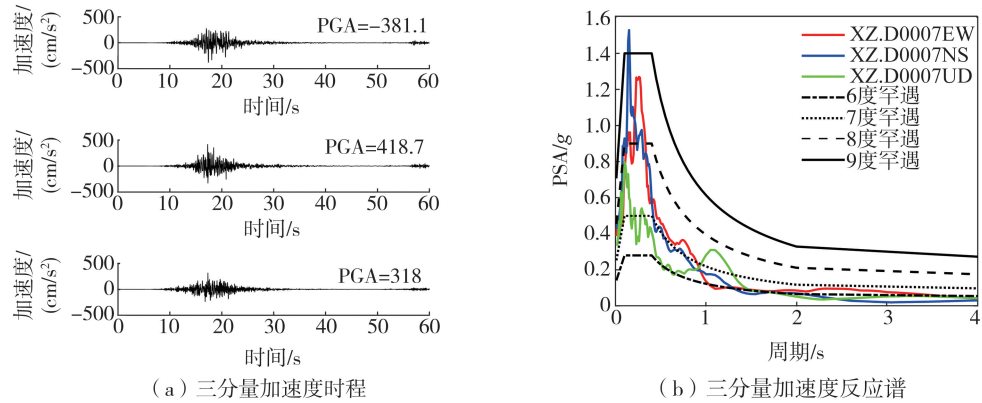 加速度/
(cm/s²)
500
0
−500
PGA=−381.1
0 10 20 30 40 50 60
时间/s
加速度/
(cm/s²)
500
0
−500
PGA=418.7
0 10 20 30 40 50 60
时间/s
加速度/
(cm/s²)
500
0
−500
PGA=318
0 10 20 30 40 50 60
时间/s
(a)三分量加速度时程
PSA/g
1.6
1.4
1.2
1.0
0.8
0.6
0.4
0.2
0
XZ.D0007EW
XZ.D0007NS
XZ.D0007UD
6度罕遇
7度罕遇
8度罕遇
9度罕遇
0 1 2 3 4
周期/s
(b)三分量加速度反应谱